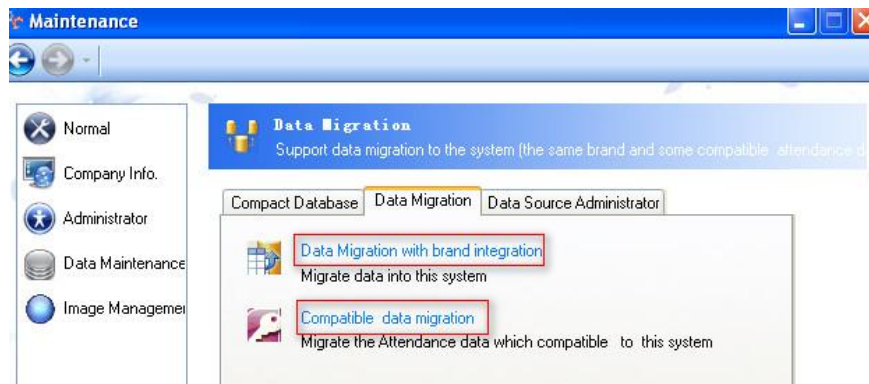 Maintenance
Normal
Company Info.
Administrator
Data Maintenance
Image Managemer
Data Migration
Support data migration to the system (the same brand and some compatible attendance d
Compact Database
Data Migration
Data Source Administrator
Data Migration with brand integration
Migrate data into this system
Compatible data migration
Migrate the Attendance data which compatible to this system